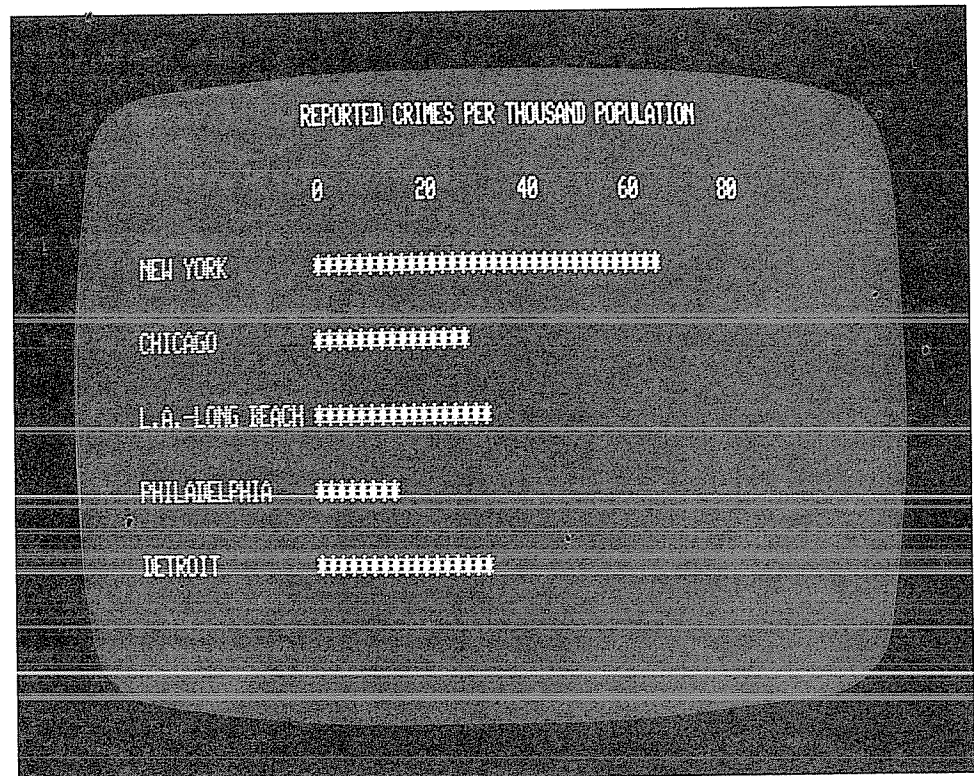 REPORTED CRIMES PER THOUSAND POPULATION
0 20 40 60 80
NEW YORK
CHICAGO
L.A.-LONG BEACH
PHILADELPHIA
DETROIT